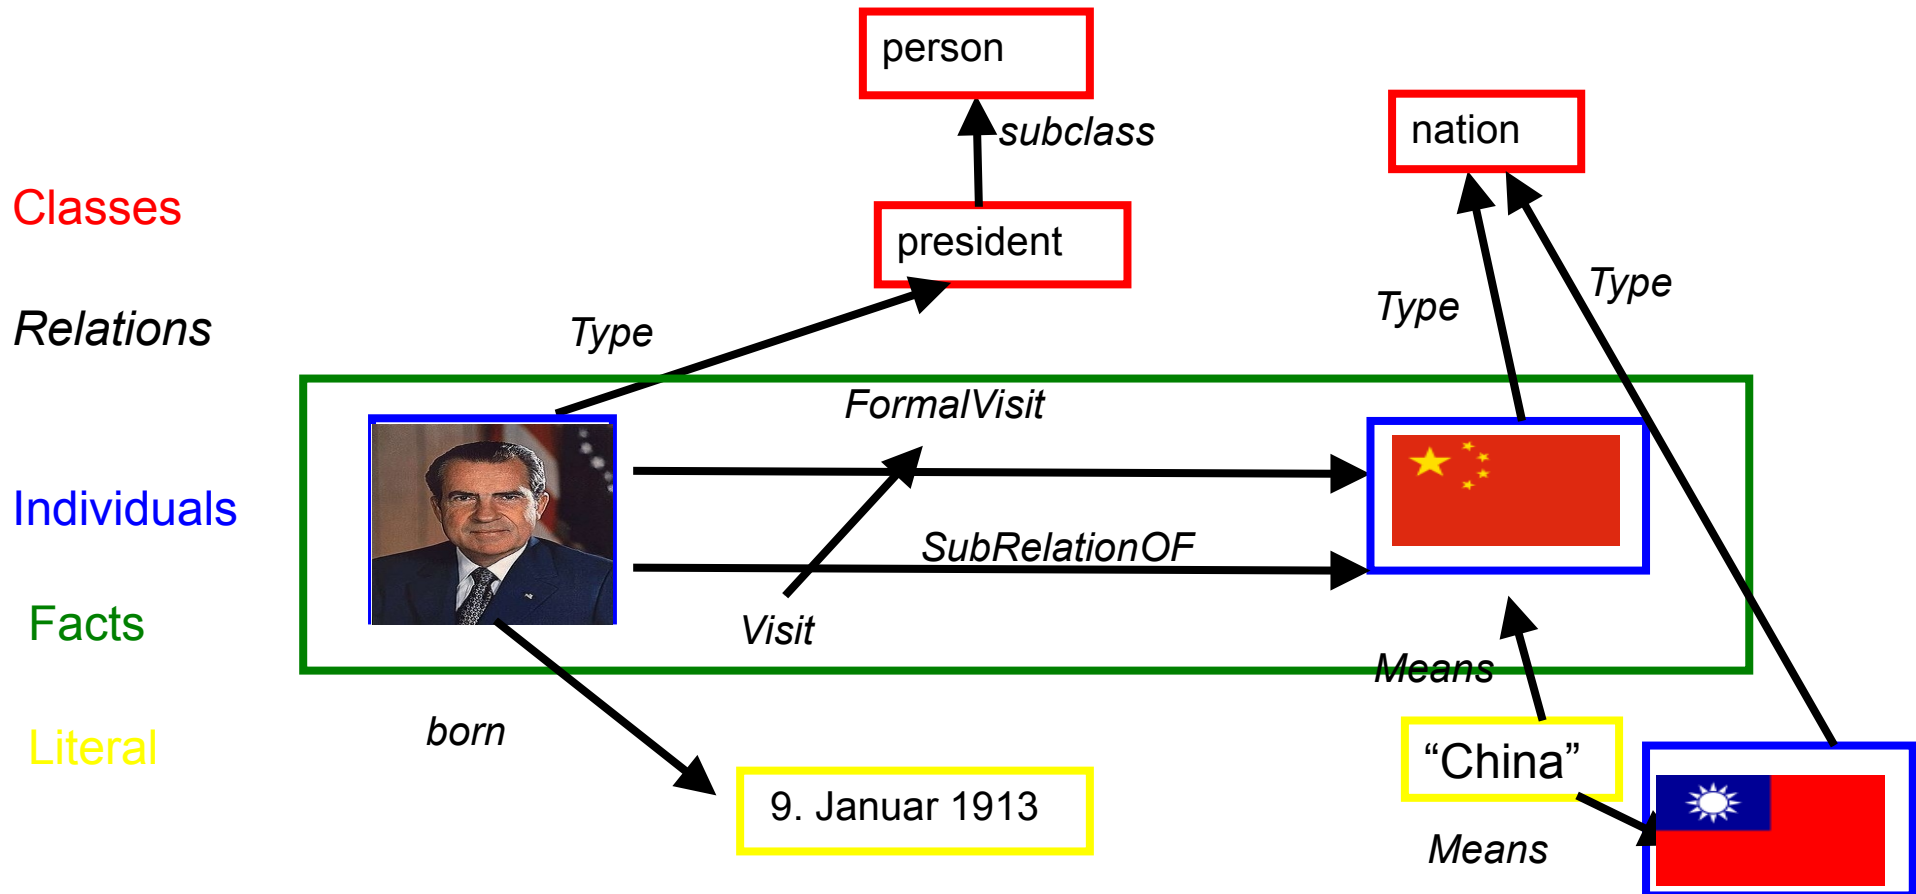 person
subclass
nation
Classes
president
Relations
Type
Type
Type
FormalVisit
Individuals
SubRelationOF
Facts
Visit
Means
born
Literal
“China”
9. Januar 1913
Means